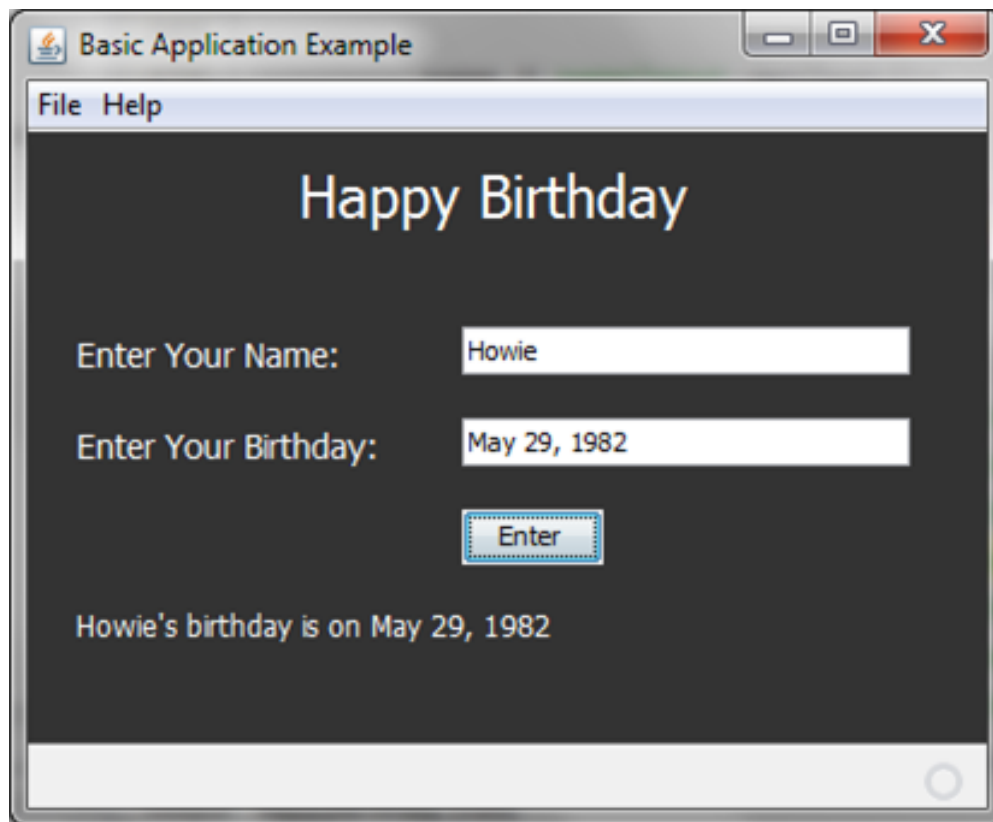 Basic Application Example
File Help
Happy Birthday
Enter Your Name:
Howie
Enter Your Birthday:
May 29, 1982
Enter
Howie's birthday is on May 29, 1982